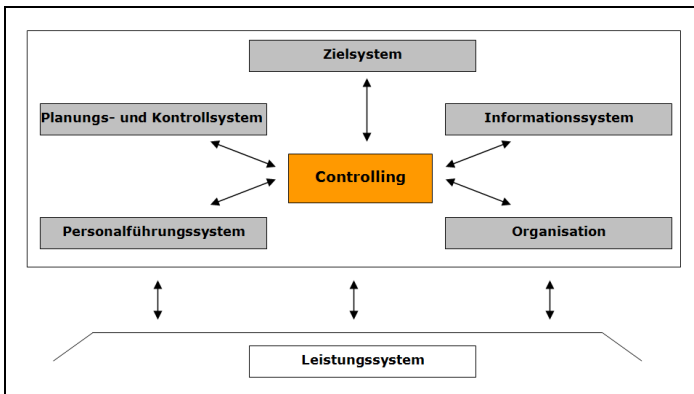 Zielsystem
Planungs- und Kontrollsystem
Informationssystem
Controlling
Personalführungssystem
Organisation
Leistungssystem